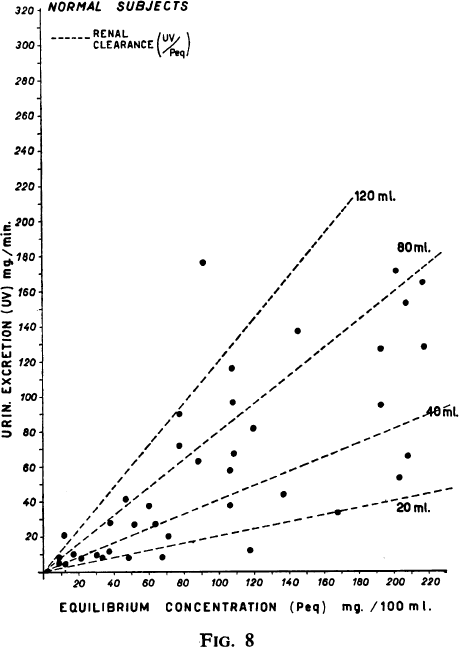 NORMAL SUBJECTS
------ RENAL
CLEARANCE (UV/Peq)
320
300
280
260
240
220
200
180
160
140
120
100
80
60
40
20
120 ml.
80 ml.
40 ml.
20 ml.
URIN. EXCRETION (UV) mg./min.
20 40 60 80 100 120 140 160 180 200 220
EQUILIBRIUM CONCENTRATION (Peq) mg./100 ml.
FIG. 8